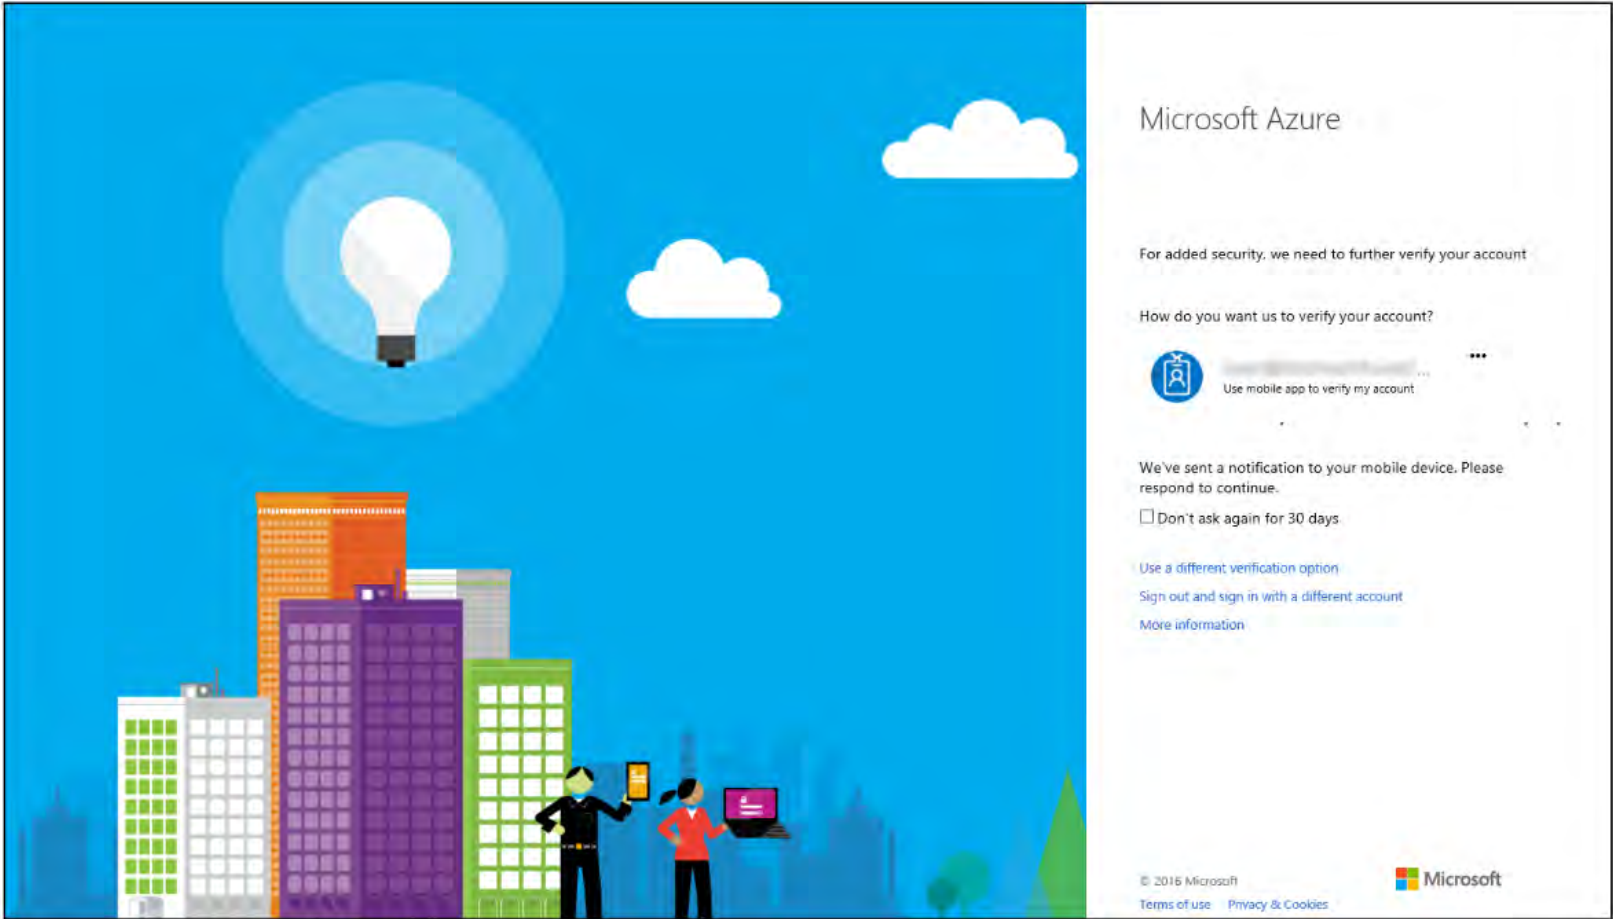 Microsoft Azure
For added security, we need to further verify your account
How do you want us to verify your account?
...
Use mobile app to verify my account
We've sent a notification to your mobile device. Please
respond to continue.
Don't ask again for 30 days
Use a different verification option
Sign out and sign in with a different account
More information
© 2016 Microsoft
Microsoft
Terms of use Privacy & Cookies